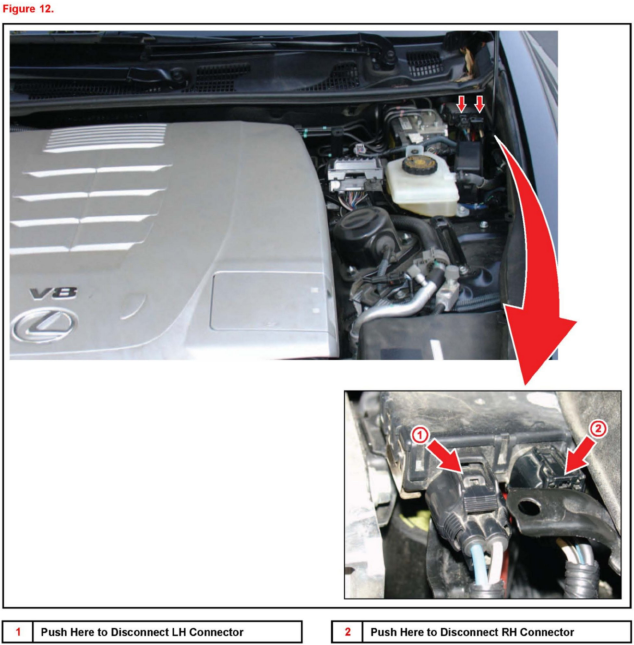 Figure 12.
V8
1
2
1 Push Here to Disconnect LH Connector
2 Push Here to Disconnect RH Connector